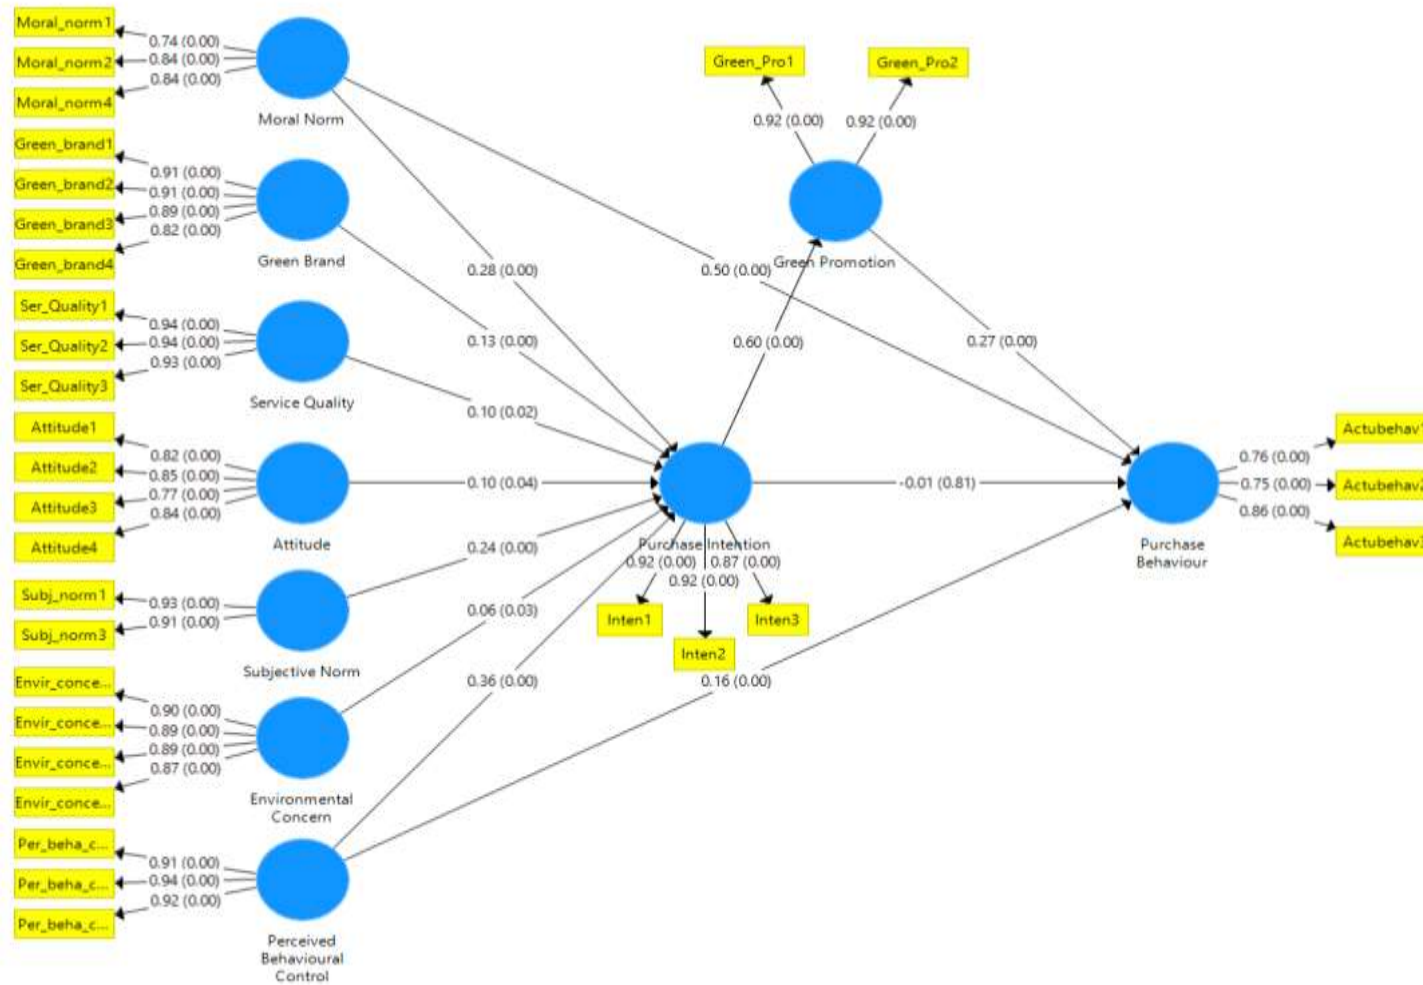 Moral_norm1
Moral_norm2
Moral_norm4
0.74 (0.00)
0.84 (0.00)
0.84 (0.00)
Moral Norm
Green_brand1
Green_brand2
Green_brand3
Green_brand4
0.91 (0.00)
0.91 (0.00)
0.89 (0.00)
0.82 (0.00)
Green Brand
Ser_Quality1
Ser_Quality2
Ser_Quality3
0.94 (0.00)
0.94 (0.00)
0.93 (0.00)
Service Quality
Attitude1
Attitude2
Attitude3
Attitude4
0.82 (0.00)
0.85 (0.00)
0.77 (0.00)
0.84 (0.00)
Attitude
Subj_norm1
Subj_norm3
0.93 (0.00)
0.91 (0.00)
Subjective Norm
Envir_conce...
Envir_conce...
Envir_conce...
Envir_conce...
0.90 (0.00)
0.89 (0.00)
0.89 (0.00)
0.87 (0.00)
Environmental
Concern
Per_beha_c...
Per_beha_c...
Per_beha_c...
0.91 (0.00)
0.94 (0.00)
0.92 (0.00)
Perceived
Behavioural
Control
0.28 (0.00)
0.13 (0.00)
0.10 (0.02)
0.10 (0.04)
0.24 (0.00)
0.06 (0.03)
0.36 (0.00)
Green_Pro1
Green_Pro2
0.92 (0.00)
0.92 (0.00)
Green Promotion
0.50 (0.00)
0.60 (0.00)
0.27 (0.00)
-0.01 (0.81)
0.16 (0.00)
Purchase Intention
0.92 (0.00)
0.92 (0.00)
0.87 (0.00)
Inten1
Inten2
Inten3
Purchase
Behaviour
0.76 (0.00)
0.75 (0.00)
0.86 (0.00)
Actubehav1
Actubehav2
Actubehav3